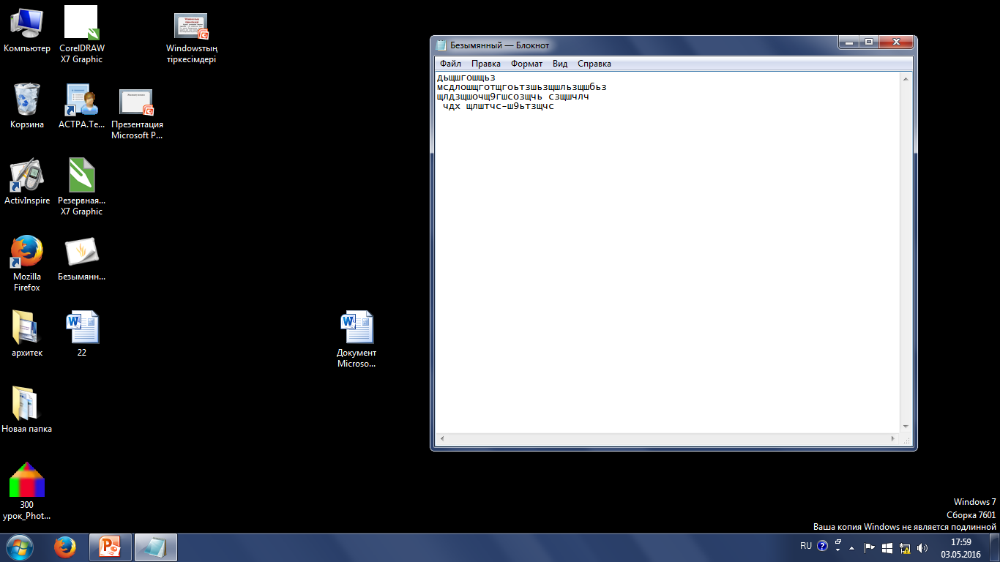 Компьютер
CorelDRAW
X7 Graphic
Windowsтың
тіркесімдері
Корзина
АСТРА.Те...
Презентация
Microsoft P...
ActivInspire
Резервная...
X7 Graphic
Mozilla
Firefox
Безымянн...
архитек
22
Документ
Microso...
Новая папка
300
урок_Phot...
Безымянный — Блокнот
Файл Правка Формат Вид Справка
дьщшгошщьз
мсдлошщготщгоьтзшьзщшльзщшбьз
щлдзщшочщ9гшсозщчь сзщшчлч
чдх щлштчс-ш9ьтзщчс
Windows 7
Сборка 7601
Ваша копия Windows не является подлинной
RU
17:59
03.05.2016